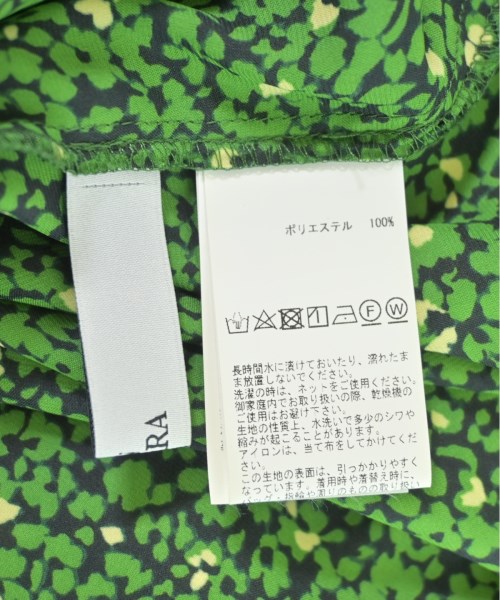 ポリエステル 100%
F W
長時間水に漬けておいたり、濡れたま
ま放置しないでください。
洗濯の時は、ネットをご使用ください。
御家庭内でお取り扱いの際、乾燥機の
ご使用はお避け下さい。
生地の性質上、水洗いで多少のシワや
縮みが起こることがあります。
アイロンは、当て布をしてかけてくだ
さい。
この生地の表面は、引っかかりやすく
なっています。着用時や着替え時に、
RA